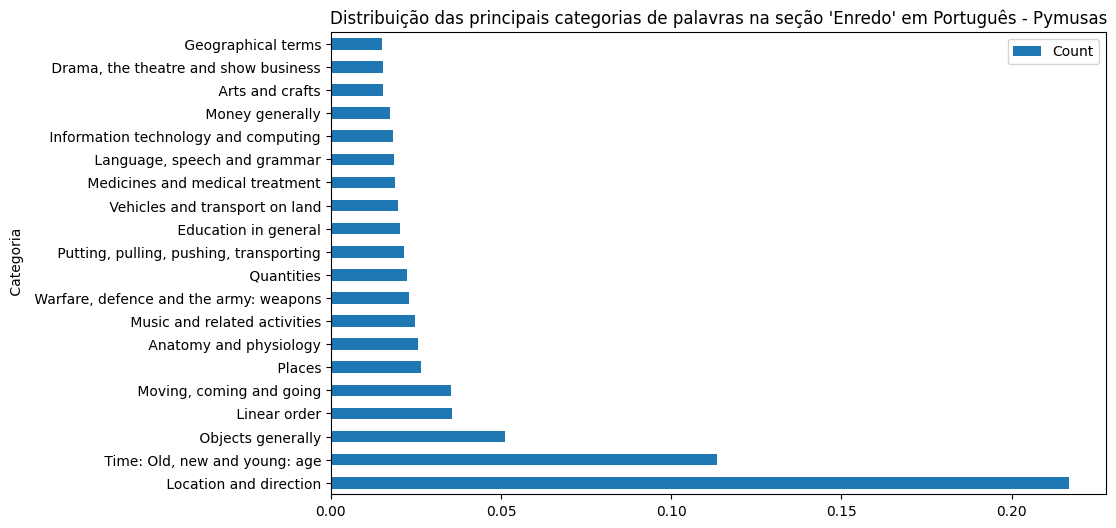 Distribuição das principais categorias de palavras na seção 'Enredo' em Português - Pymusas
Count
Categoria
Geographical terms
Drama, the theatre and show business
Arts and crafts
Money generally
Information technology and computing
Language, speech and grammar
Medicines and medical treatment
Vehicles and transport on land
Education in general
Putting, pulling, pushing, transporting
Quantities
Warfare, defence and the army: weapons
Music and related activities
Anatomy and physiology
Places
Moving, coming and going
Linear order
Objects generally
Time: Old, new and young: age
Location and direction
0.00 0.05 0.10 0.15 0.20